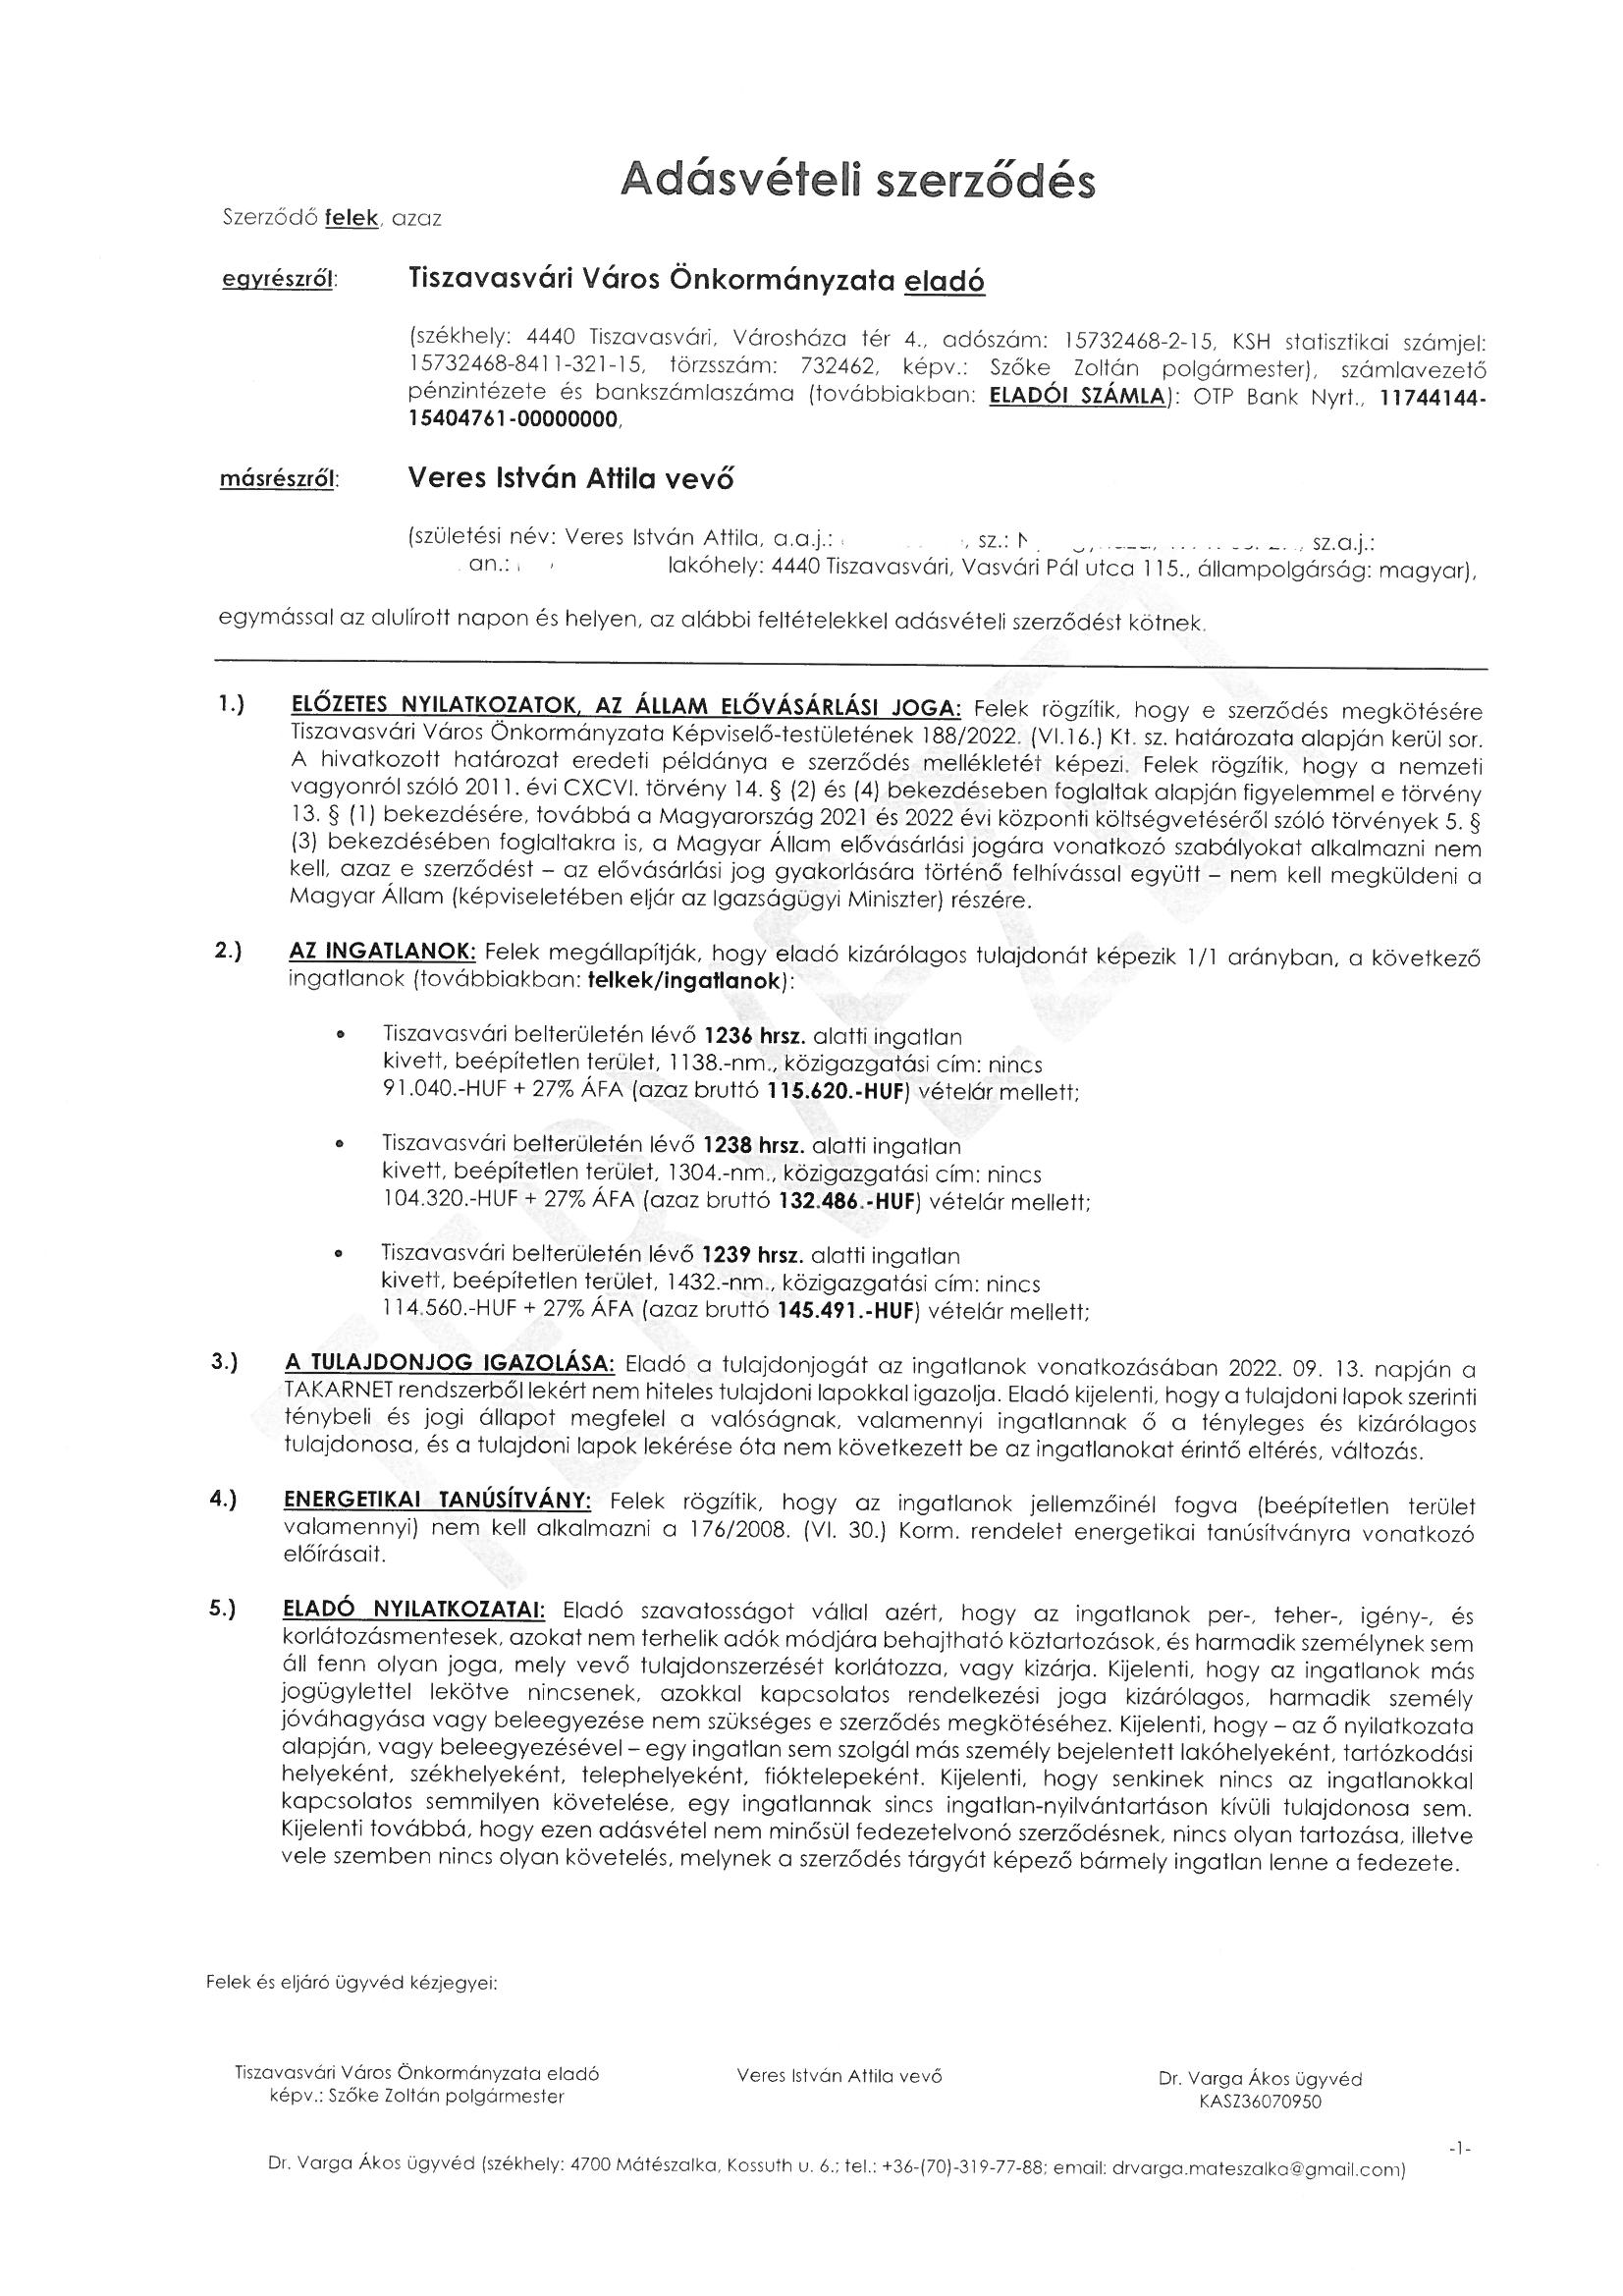 Adásvételi szerződés
Szerződő felek, azaz
egyrészről: Tiszavasvári Város Önkormányzata eladó
(székhely: 4440 Tiszavasvári, Városháza tér 4., adószám: 15732468-2-15, KSH statisztikai számjel:
15732468-8411-321-15, törzsszám: 732462, képv.: Szőke Zoltán polgármester), számlavezető
pénzintézete és bankszámlaszáma (továbbiakban: ELADÓI SZÁMLA): OTP Bank Nyrt., 11744144-
15404761-00000000,
másrészről: Veres István Attila vevő
(születési név: Veres István Attila, a.a.j.: , sz.: sz.a.j.:
an.: lakóhely: 4440 Tiszavasvári, Vasvári Pál utca 115., állampolgárság: magyar),
egymással az alulírott napon és helyen, az alábbi feltételekkel adásvételi szerződést kötnek.
1.) ELŐZETES NYILATKOZATOK, AZ ÁLLAM ELŐVÁSÁRLÁSI JOGA: Felek rögzítik, hogy e szerződés megkötésére
Tiszavasvári Város Önkormányzata Képviselő-testületének 188/2022. (VI.16.) Kt. sz. határozata alapján kerül sor.
A hivatkozott határozat eredeti példánya e szerződés mellékletét képezi. Felek rögzítik, hogy a nemzeti
vagyonról szóló 2011. évi CXCVI. törvény 14. § (2) és (4) bekezdéseben foglaltak alapján figyelemmel e törvény
13. § (1) bekezdésére, továbbá a Magyarország 2021 és 2022 évi központi költségvetéséről szóló törvények 5. §
(3) bekezdésében foglaltakra is, a Magyar Állam elővásárlási jogára vonatkozó szabályokat alkalmazni nem
kell, azaz e szerződést – az elővásárlási jog gyakorlására történő felhívással együtt – nem kell megküldeni a
Magyar Állam (képviseletében eljár az Igazságügyi Miniszter) részére.
2.) AZ INGATLANOK: Felek megállapítják, hogy eladó kizárólagos tulajdonát képezik 1/1 arányban, a következő
ingatlanok (továbbiakban: telkek/ingatlanok):
• Tiszavasvári belterületén lévő 1236 hrsz. alatti ingatlan
kivett, beépítetlen terület, 1138.-nm., közigazgatási cím: nincs
91.040.-HUF + 27% ÁFA (azaz bruttó 115.620.-HUF) vételár mellett;
• Tiszavasvári belterületén lévő 1238 hrsz. alatti ingatlan
kivett, beépítetlen terület, 1304.-nm., közigazgatási cím: nincs
104.320.-HUF + 27% ÁFA (azaz bruttó 132.486.-HUF) vételár mellett;
• Tiszavasvári belterületén lévő 1239 hrsz. alatti ingatlan
kivett, beépítetlen terület, 1432.-nm., közigazgatási cím: nincs
114.560.-HUF + 27% ÁFA (azaz bruttó 145.491.-HUF) vételár mellett;
3.) A TULAJDONJOG IGAZOLÁSA: Eladó a tulajdonjogát az ingatlanok vonatkozásában 2022. 09. 13. napján a
TAKARNET rendszerből lekért nem hiteles tulajdoni lapokkal igazolja. Eladó kijelenti, hogy a tulajdoni lapok szerinti
ténybeli és jogi állapot megfelel a valóságnak, valamennyi ingatlannak ő a tényleges és kizárólagos
tulajdonosa, és a tulajdoni lapok lekérése óta nem következett be az ingatlanokat érintő eltérés, változás.
4.) ENERGETIKAI TANÚSÍTVÁNY: Felek rögzítik, hogy az ingatlanok jellemzőinél fogva (beépítetlen terület
valamennyi) nem kell alkalmazni a 176/2008. (VI. 30.) Korm. rendelet energetikai tanúsítványra vonatkozó
előírásait.
5.) ELADÓ NYILATKOZATAI: Eladó szavatosságot vállal azért, hogy az ingatlanok per-, teher-, igény-, és
korlátozásmentesek, azokat nem terhelik adók módjára behajtható köztartozások, és harmadik személynek sem
áll fenn olyan joga, mely vevő tulajdonszerzését korlátozza, vagy kizárja. Kijelenti, hogy az ingatlanok más
jogügylettel lekötve nincsenek, azokkal kapcsolatos rendelkezési joga kizárólagos, harmadik személy
jóváhagyása vagy beleegyezése nem szükséges e szerződés megkötéséhez. Kijelenti, hogy – az ő nyilatkozata
alapján, vagy beleegyezésével – egy ingatlan sem szolgál más személy bejelentett lakóhelyeként, tartózkodási
helyeként, székhelyeként, telephelyeként, fióktelepeként. Kijelenti, hogy senkinek nincs az ingatlanokkal
kapcsolatos semmilyen követelése, egy ingatlannak sincs ingatlan-nyilvántartáson kívüli tulajdonosa sem.
Kijelenti továbbá, hogy ezen adásvétel nem minősül fedezetelvonó szerződésnek, nincs olyan tartozása, illetve
vele szemben nincs olyan követelés, melynek a szerződés tárgyát képező bármely ingatlan lenne a fedezete.
Felek és eljáró ügyvéd kézjegyei:
Tiszavasvári Város Önkormányzata eladó Veres István Attila vevő Dr. Varga Ákos ügyvéd
képv.: Szőke Zoltán polgármester KASZ36070950
-1-
Dr. Varga Ákos ügyvéd (székhely: 4700 Mátészalka, Kossuth u. 6.; tel.: +36-(70)-319-77-88; email: drvarga.mateszalka@gmail.com)
TERVEZET